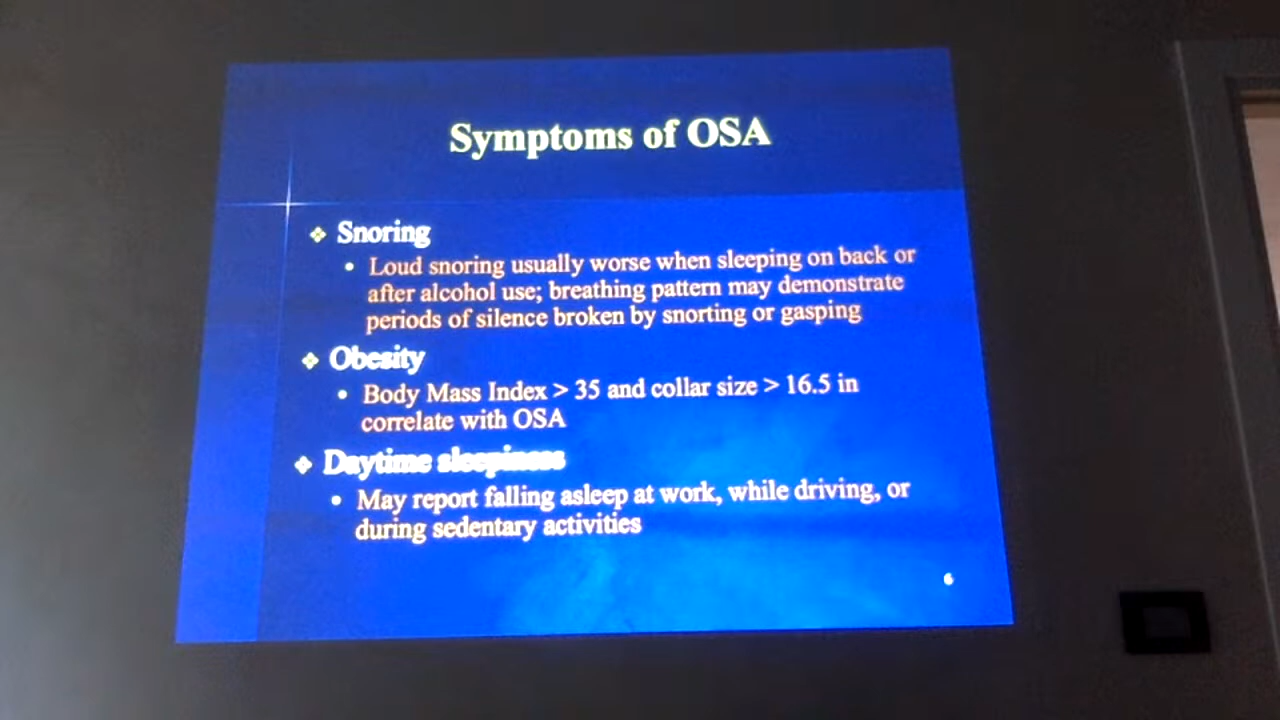 Symptoms of OSA
Snoring
Loud snoring usually worse when sleeping on back or
after alcohol use; breathing pattern may demonstrate
periods of silence broken by snorting or gasping
Obesity
Body Mass Index > 35 and collar size > 16.5 in
correlate with OSA
Daytime sleepiness
May report falling asleep at work, while driving, or
during sedentary activities
6